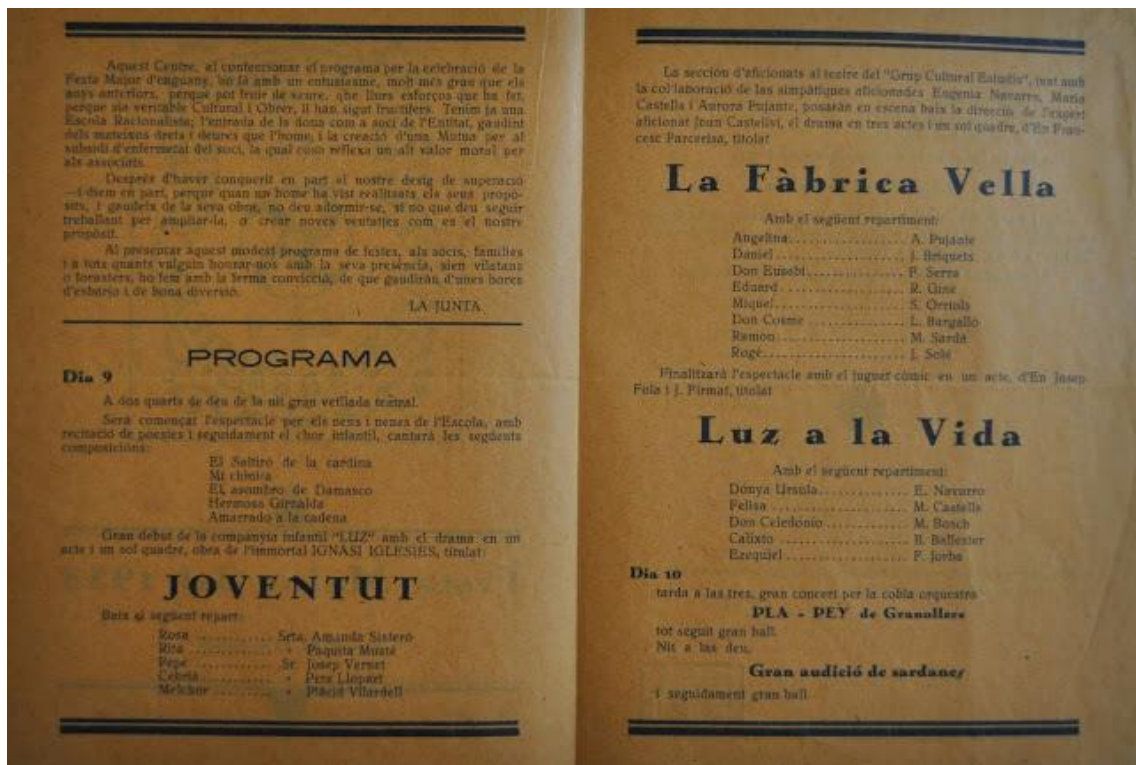 Aquest Centre, al confeccionar el programa per la celebració de la
Festa Major d'enguany, ho fa amb un entusiasme, molt més gran que els
anys anteriors, perquè pot treir de veure, que llurs esforços que ha fet,
perque sia veritable Cultural i Obrer, li han sigut fructifers. Tenim ja una
Escola Racionalista; l'entrada de la dona com a soci de l'Entitat, gaudint
dels mateixos drets i deures que l'home; i la creació d'una Mutua per al
subsidi d'enfermetat del soci, la qual cosa reflexa un alt valor moral per
als associats.
Després d'haver conquerit en part el nostre desig de superació
—i diem en part, perque quan un home ha vist realitzats els seus propò-
sits, i gaudeix de la seva obra, no deu adormir-se, si no que deu seguir
treballant per ampliar-la, o crear noves ventatjes com es el nostre
propòsit.
Al presentar aquest modest programa de festes, als socis, families
i a tots quants vulguin honrar-nos amb la seva presència, sien vilatans
o forasters, ho fem amb la ferma convicció, de que gaudiràn d'unes hores
d'esbarjo i de bona diversió.
LA JUNTA
PROGRAMA
Dia 9
A dos quarts de deu de la nit gran vetllada teatral.
Serà començat l'espectacle per els nens i nenes de l'Escola, amb
recitació de poesies i seguidament el chor infantil, cantarà les següents
composicións:
El Saltiró de la cardina
Mi chinita
El asombro de Damasco
Hermosa Girnalda
Amarrado a la cadena
Gran debut de la companyia infantil "LUZ" amb el drama en un
acte i un sol quadre, obra de l'immortal IGNASI IGLESIES, titulat:
JOVENTUT
Baix el següent repart:
Rosa ........... Srta. Amanda Sisteró
Rita ........... » Paquita Musté
Pepe ........... Sr. Josep Vernet
Cebrià ........... » Pere Llopart
Melchor ........... » Plàcid Vilardell
La sección d'aficionats al teatre del "Grup Cultural Estudis", junt amb
la col·laboració de las simpàtiques aficionades Eugenia Navarro, Maria
Castells i Aurora Pujante, posaràn en escena baix la direcció de l'expert
aficionat Joan Castellví, el drama en tres actes i un sol quadre, d'En Fran-
cesc Parcerisa, titolat
La Fàbrica Vella
Amb el següent repartiment:
Angelina............... A. Pujante
Daniel............... J. Briquets
Don Eusebi............... F. Serra
Eduard............... R. Giné
Miquel............... S. Orriols
Don Cosme............... L. Bargalló
Ramon............... M. Sardà
Rogé............... J. Solé
Finalitzarà l'espectacle amb el juguet còmic en un acte, d'En Josep
Fola i J. Pirmat, titolat
Luz a la Vida
Amb el següent repartiment:
Donya Ursula............... E. Navarro
Felisa............... M. Castells
Don Celedonio............... M. Bosch
Calixto............... B. Ballester
Ezequiel............... F. Jorba
Dia 10
tarda a las tres, gran concert per la cobla orquestra
PLA - PEY de Granollers
tot seguit gran ball.
Nit a las deu,
Gran audició de sardanes
i seguidament gran ball